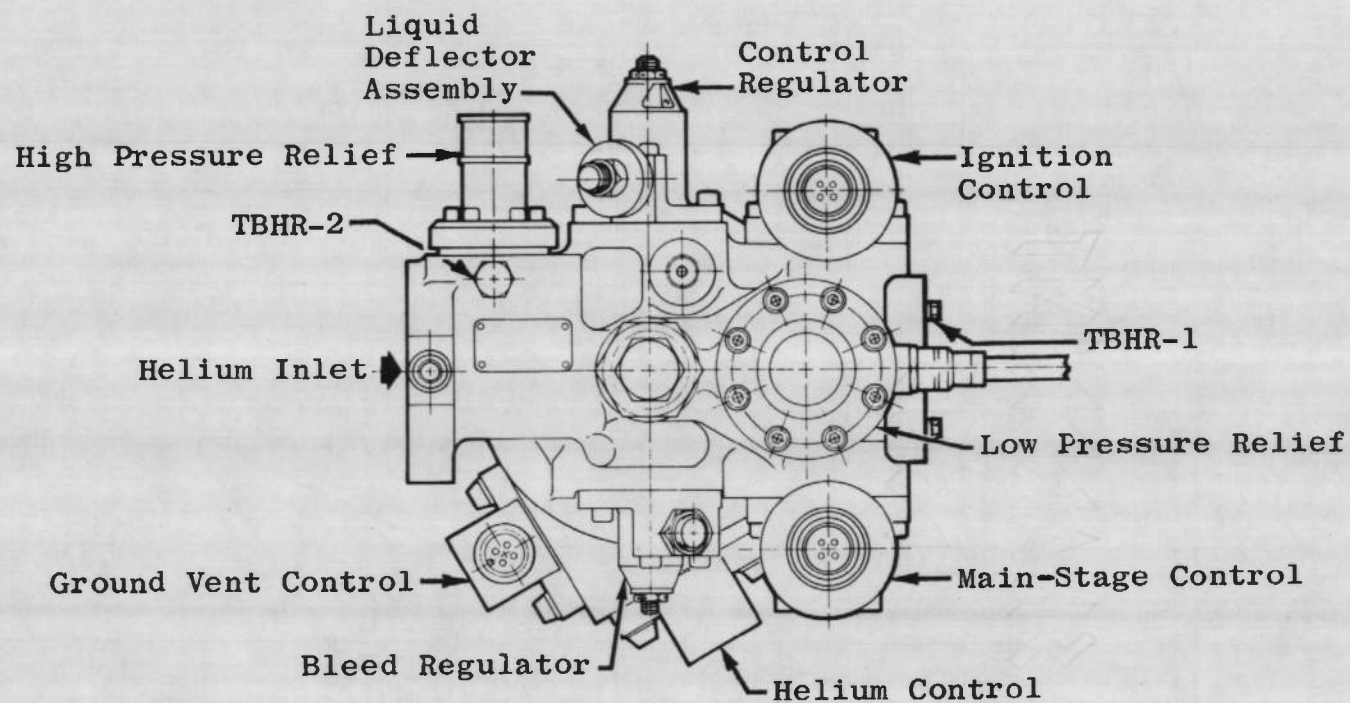 Liquid
Deflector
Assembly
Control
Regulator
High Pressure Relief
Ignition
Control
TBHR-2
TBHR-1
Helium Inlet
Low Pressure Relief
Ground Vent Control
Main-Stage Control
Bleed Regulator
Helium Control